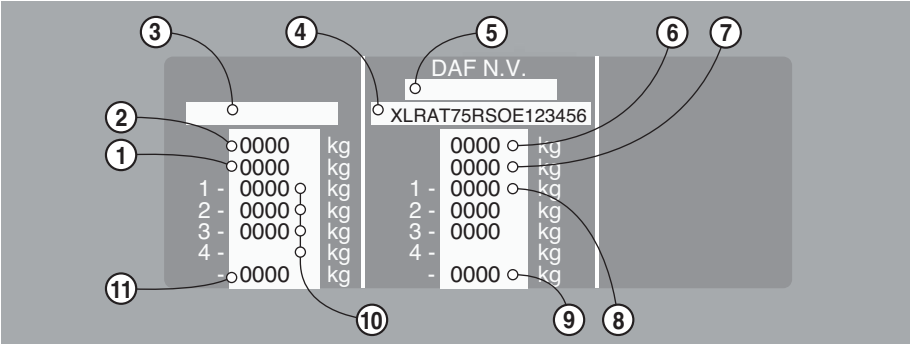 3 4 5 6 7
DAF N.V.
XLRAT75RSOE123456
2 0000 kg 0000 kg
1 0000 kg 0000 kg
1 - 0000 kg 1 - 0000 kg
2 - 0000 kg 2 - 0000 kg
3 - 0000 kg 3 - 0000 kg
4 - kg 4 - kg
- 0000 kg - 0000 kg
11 10 9 8